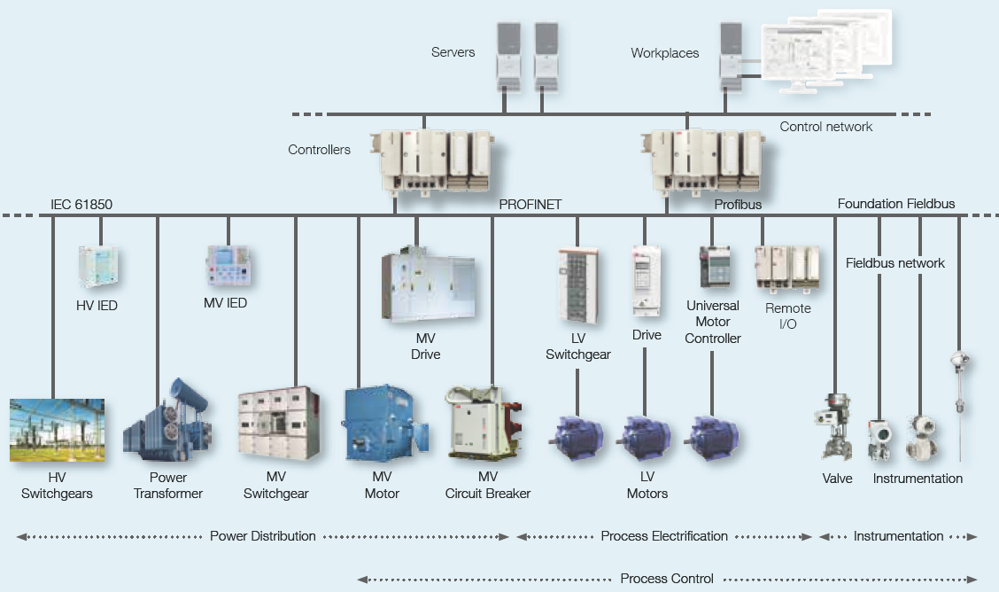 Servers
Workplaces
Control network
Controllers
IEC 61850
PROFINET
Profibus
Foundation Fieldbus
Fieldbus network
HV IED
MV IED
MV
Drive
LV
Switchgear
Drive
Universal
Motor
Controller
Remote
I/O
HV
Switchgears
Power
Transformer
MV
Switchgear
MV
Motor
MV
Circuit Breaker
LV
Motors
Valve
Instrumentation
Power Distribution
Process Electrification
Instrumentation
Process Control